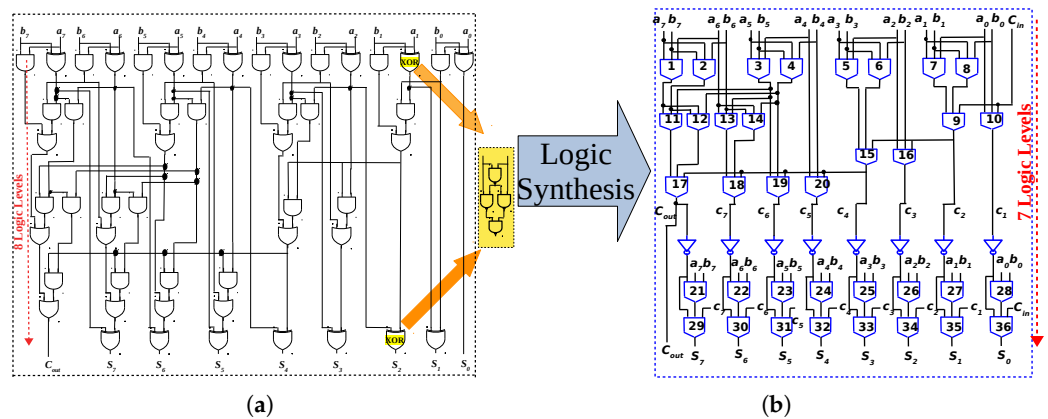 b7 a7 b6 a6 b5 a5 b4 a4 b3 a3 b2 a2 b1 a1 b0 a0
XOR
8 Logic Levels
XOR
Cout S7 S6 S5 S4 S3 S2 S1 S0
(a)
Logic
Synthesis
a7 b7 a6 b6 a5 b5 a4 b4 a3 b3 a2 b2 a1 b1 a0 b0 Cin
1 2 3 4 5 6 7 8
11 12 13 14 9 10
15 16
17 18 19 20
Cout c7 c6 c5 c4 c3 c2 c1
a7b7 a6b6 a5b5 a4b4 a3b3 a2b2 a1b1 a0b0
21 22 23 24 25 26 27 28
c7 c6 c5 c4 c3 c2 c1 Cin
29 30 31 32 33 34 35 36
Cout S7 S6 S5 S4 S3 S2 S1 S0
7 Logic Levels
(b)